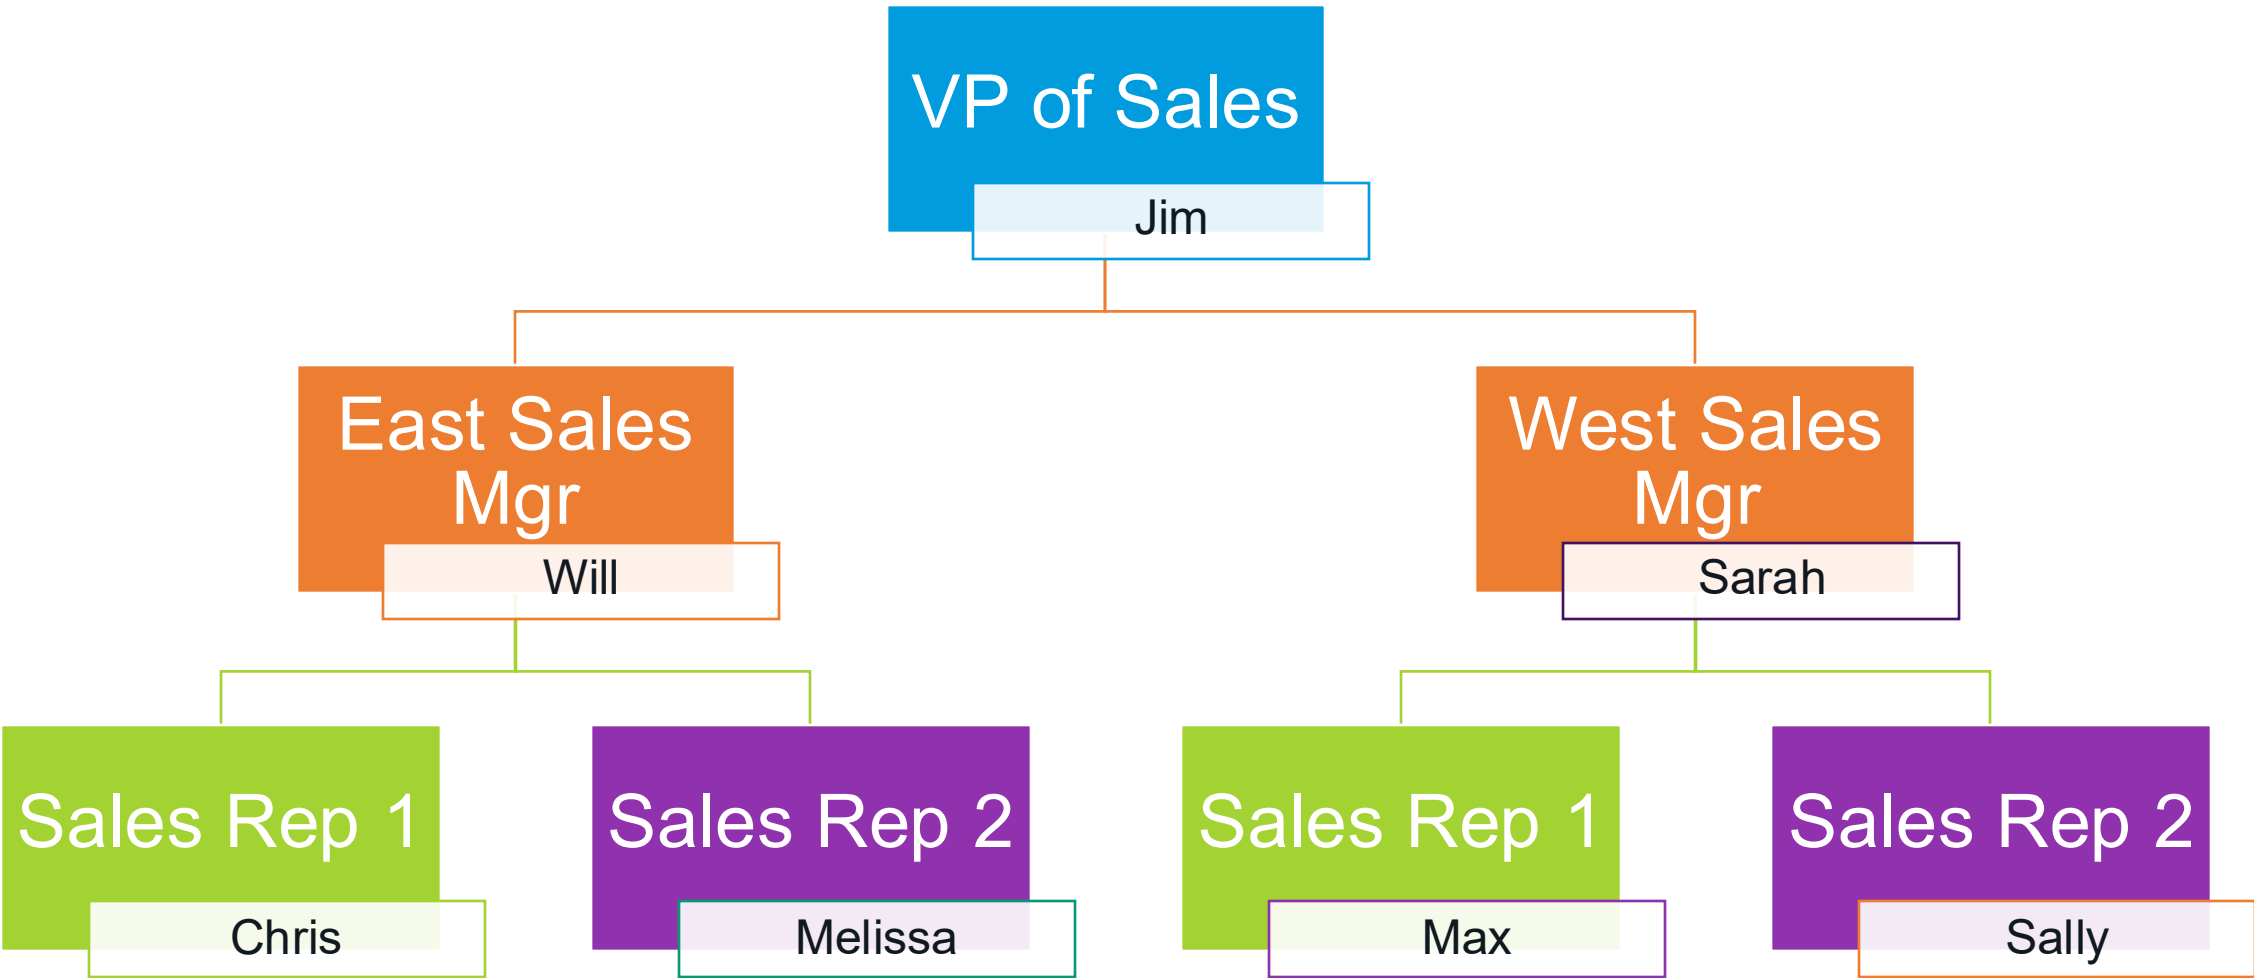 VP of Sales
Jim
East Sales
Mgr
Will
West Sales
Mgr
Sarah
Sales Rep 1
Chris
Sales Rep 2
Melissa
Sales Rep 1
Max
Sales Rep 2
Sally